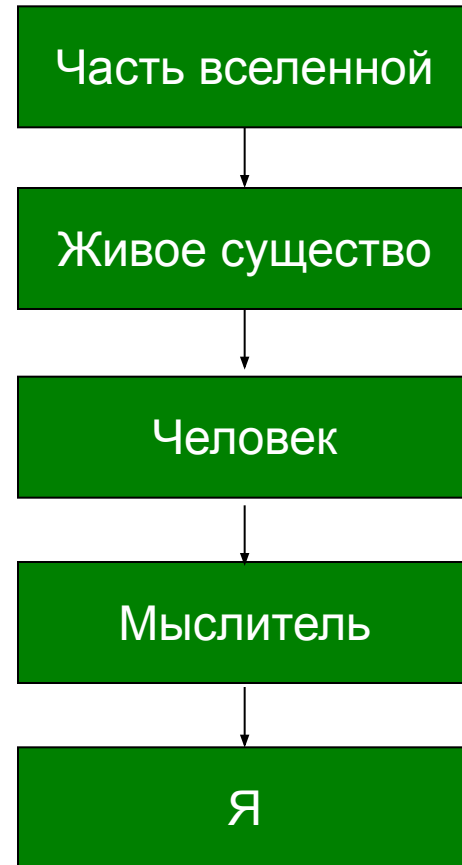 Часть вселенной
Живое существо
Человек
Мыслитель
Я